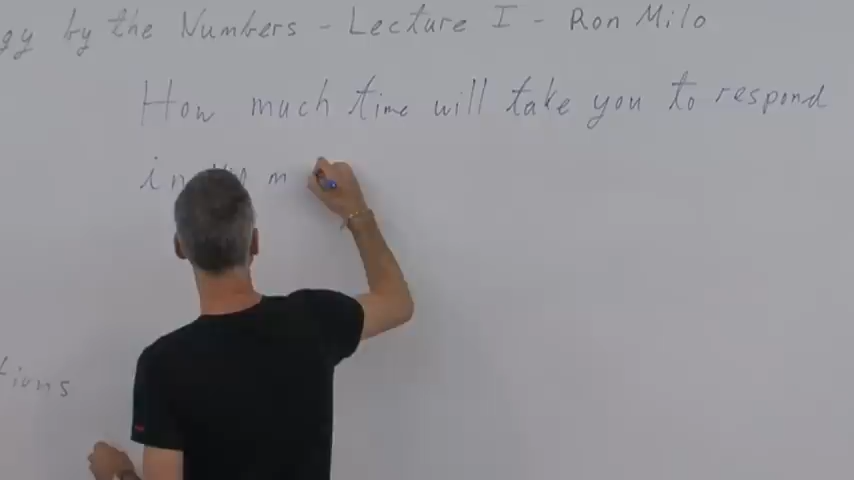 gy by the Numbers - Lecture I - Ron Milo
How much time will take you to respond
in m
tions